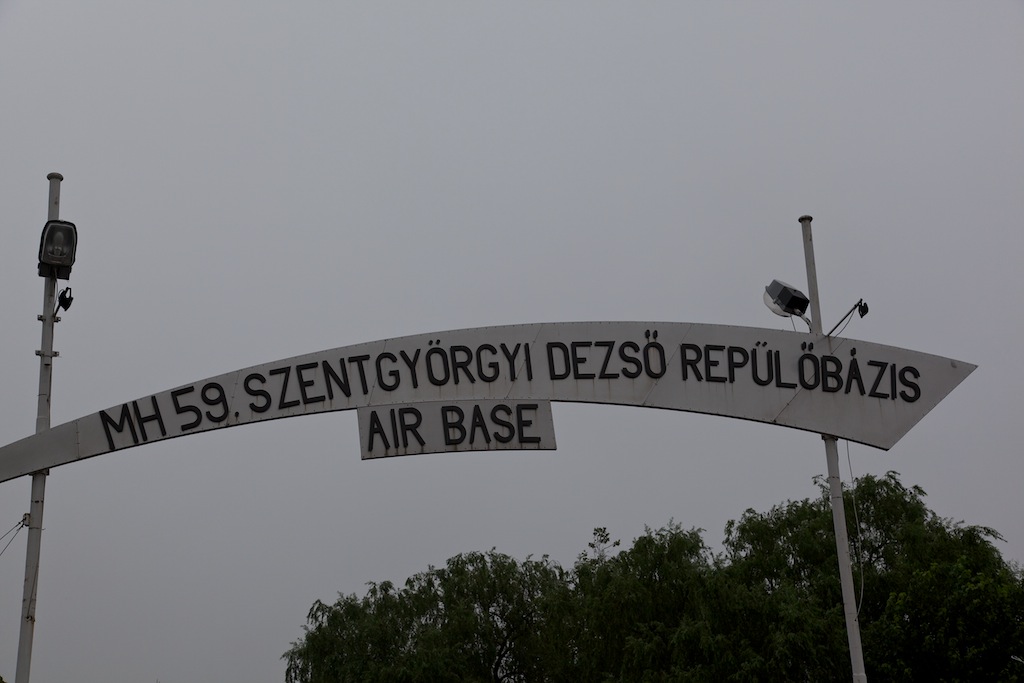 MH 59. SZENTGYÖRGYI DEZSŐ REPÜLŐBÁZIS
AIR BASE